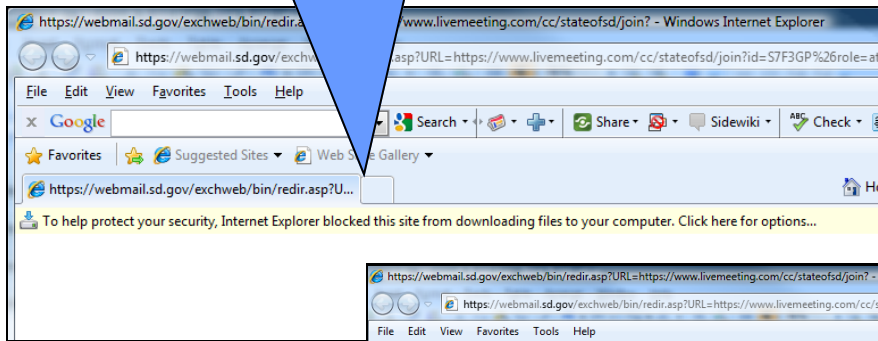 https://webmail.sd.gov/exchweb/bin/redir.a /www.livemeeting.com/cc/stateofsd/join? - Windows Internet Explorer
https://webmail.sd.gov/exchw .asp?URL=https://www.livemeeting.com/cc/stateofsd/join?id=S7F3GP%26role=at
File Edit View Favorites Tools Help
x Google Search Share Sidewiki ABC Check
Favorites Suggested Sites Web S e Gallery
https://webmail.sd.gov/exchweb/bin/redir.asp?U... H
To help protect your security, Internet Explorer blocked this site from downloading files to your computer. Click here for options...
https://webmail.sd.gov/exchweb/bin/redir.asp?URL=https://www.livemeeting.com/cc/stateofsd/join? -
https://webmail.sd.gov/exchweb/bin/redir.asp?URL=https://www.livemeeting.com/cc/s
File Edit View Favorites Tools Help